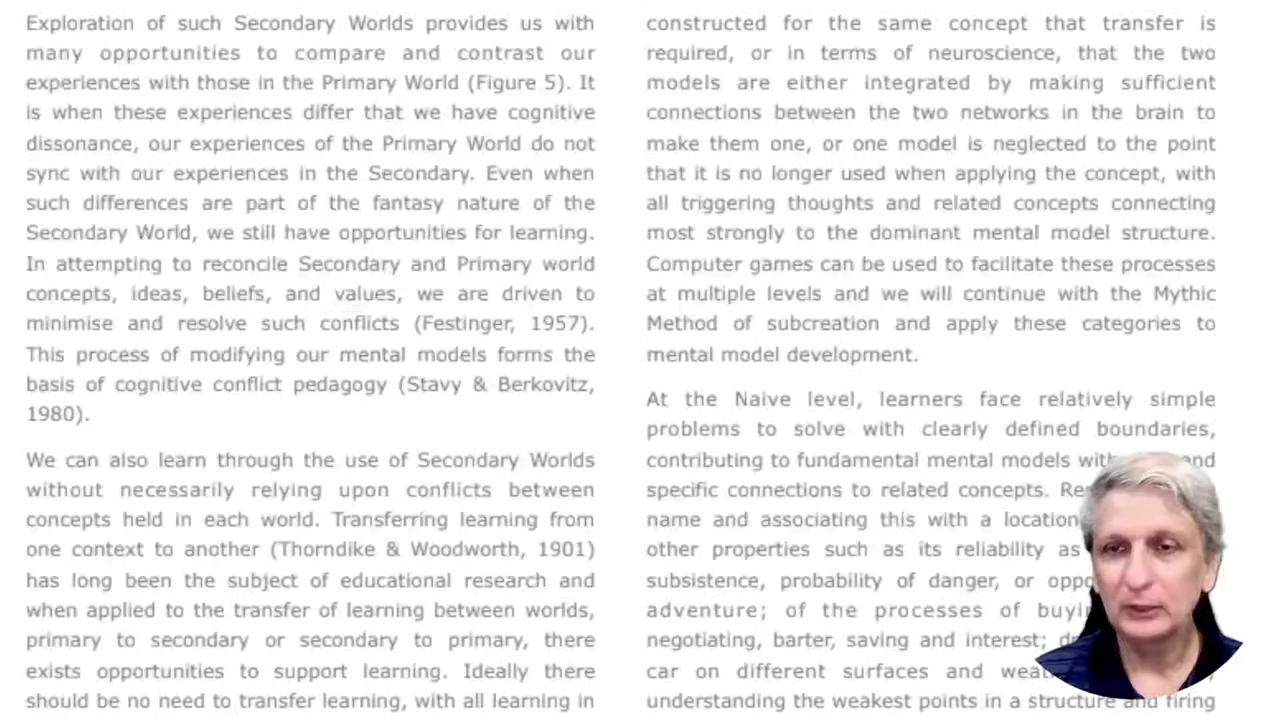 Exploration of such Secondary Worlds provides us with
many opportunities to compare and contrast our
experiences with those in the Primary World (Figure 5). It
is when these experiences differ that we have cognitive
dissonance, our experiences of the Primary World do not
sync with our experiences in the Secondary. Even when
such differences are part of the fantasy nature of the
Secondary World, we still have opportunities for learning.
In attempting to reconcile Secondary and Primary world
concepts, ideas, beliefs, and values, we are driven to
minimise and resolve such conflicts (Festinger, 1957).
This process of modifying our mental models forms the
basis of cognitive conflict pedagogy (Stavy & Berkovitz,
1980).
We can also learn through the use of Secondary Worlds
without necessarily relying upon conflicts between
concepts held in each world. Transferring learning from
one context to another (Thorndike & Woodworth, 1901)
has long been the subject of educational research and
when applied to the transfer of learning between worlds,
primary to secondary or secondary to primary, there
exists opportunities to support learning. Ideally there
should be no need to transfer learning, with all learning in
constructed for the same concept that transfer is
required, or in terms of neuroscience, that the two
models are either integrated by making sufficient
connections between the two networks in the brain to
make them one, or one model is neglected to the point
that it is no longer used when applying the concept, with
all triggering thoughts and related concepts connecting
most strongly to the dominant mental model structure.
Computer games can be used to facilitate these processes
at multiple levels and we will continue with the Mythic
Method of subcreation and apply these categories to
mental model development.
At the Naive level, learners face relatively simple
problems to solve with clearly defined boundaries,
contributing to fundamental mental models and
specific connections to related concepts.
name and associating this with a location
other properties such as its reliability as
subsistence, probability of danger, or
adventure; of the processes of
negotiating, barter, saving and interest;
car on different surfaces and
understanding the weakest points in a structure and firing